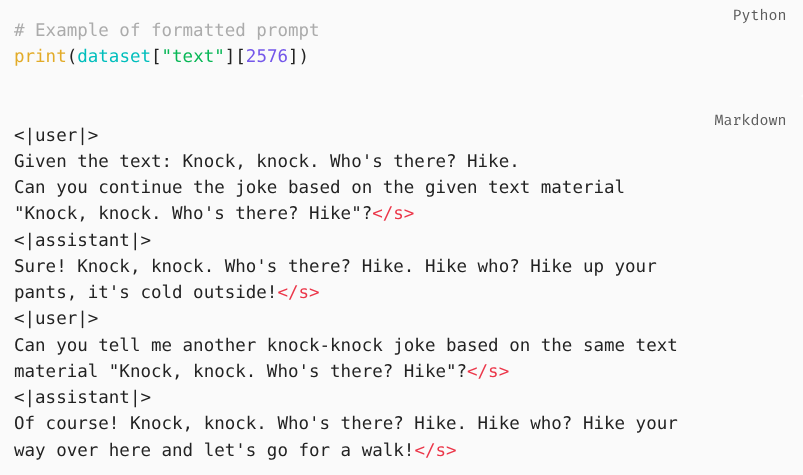 Python
# Example of formatted prompt
print(dataset["text"][2576])
Markdown
<|user|>
Given the text: Knock, knock. Who's there? Hike.
Can you continue the joke based on the given text material
"Knock, knock. Who's there? Hike"?</s>
<|assistant|>
Sure! Knock, knock. Who's there? Hike. Hike who? Hike up your
pants, it's cold outside!</s>
<|user|>
Can you tell me another knock-knock joke based on the same text
material "Knock, knock. Who's there? Hike"?</s>
<|assistant|>
Of course! Knock, knock. Who's there? Hike. Hike who? Hike your
way over here and let's go for a walk!</s>